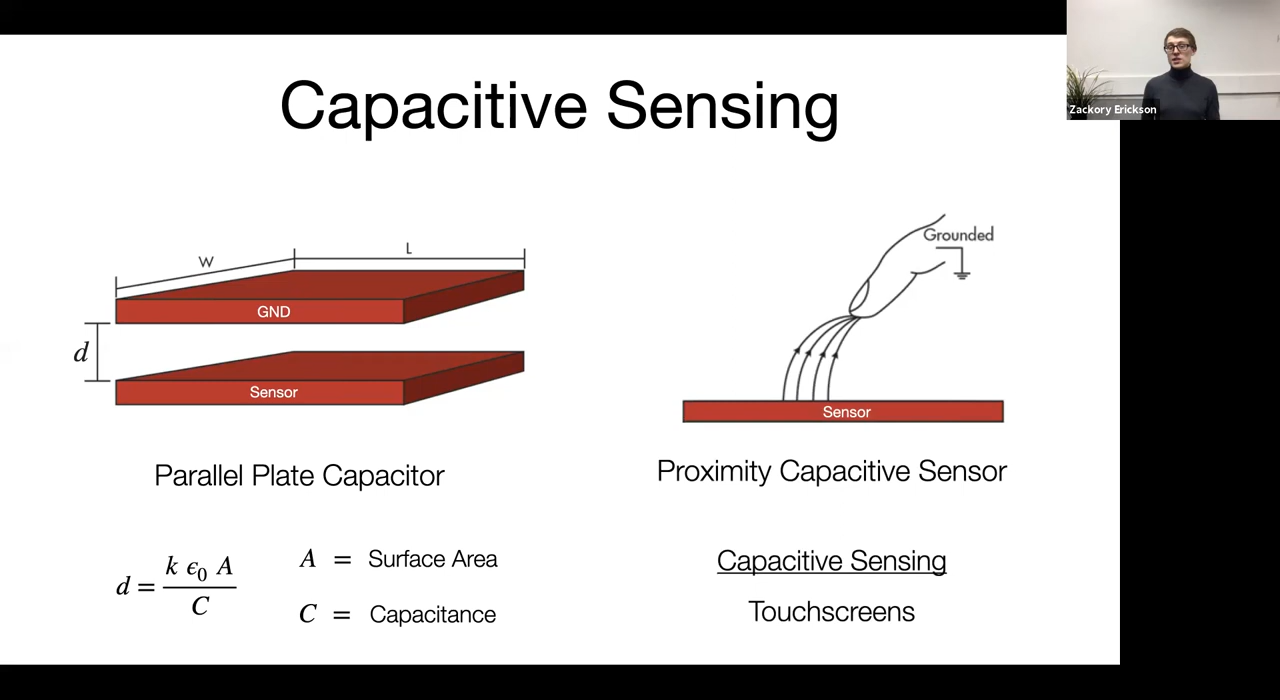 Capacitive Sensing
Zackory Erickson
W
L
GND
d
Sensor
Parallel Plate Capacitor
Grounded
Sensor
Proximity Capacitive Sensor
d = k ϵ₀ A / C
A = Surface Area
C = Capacitance
Capacitive Sensing
Touchscreens